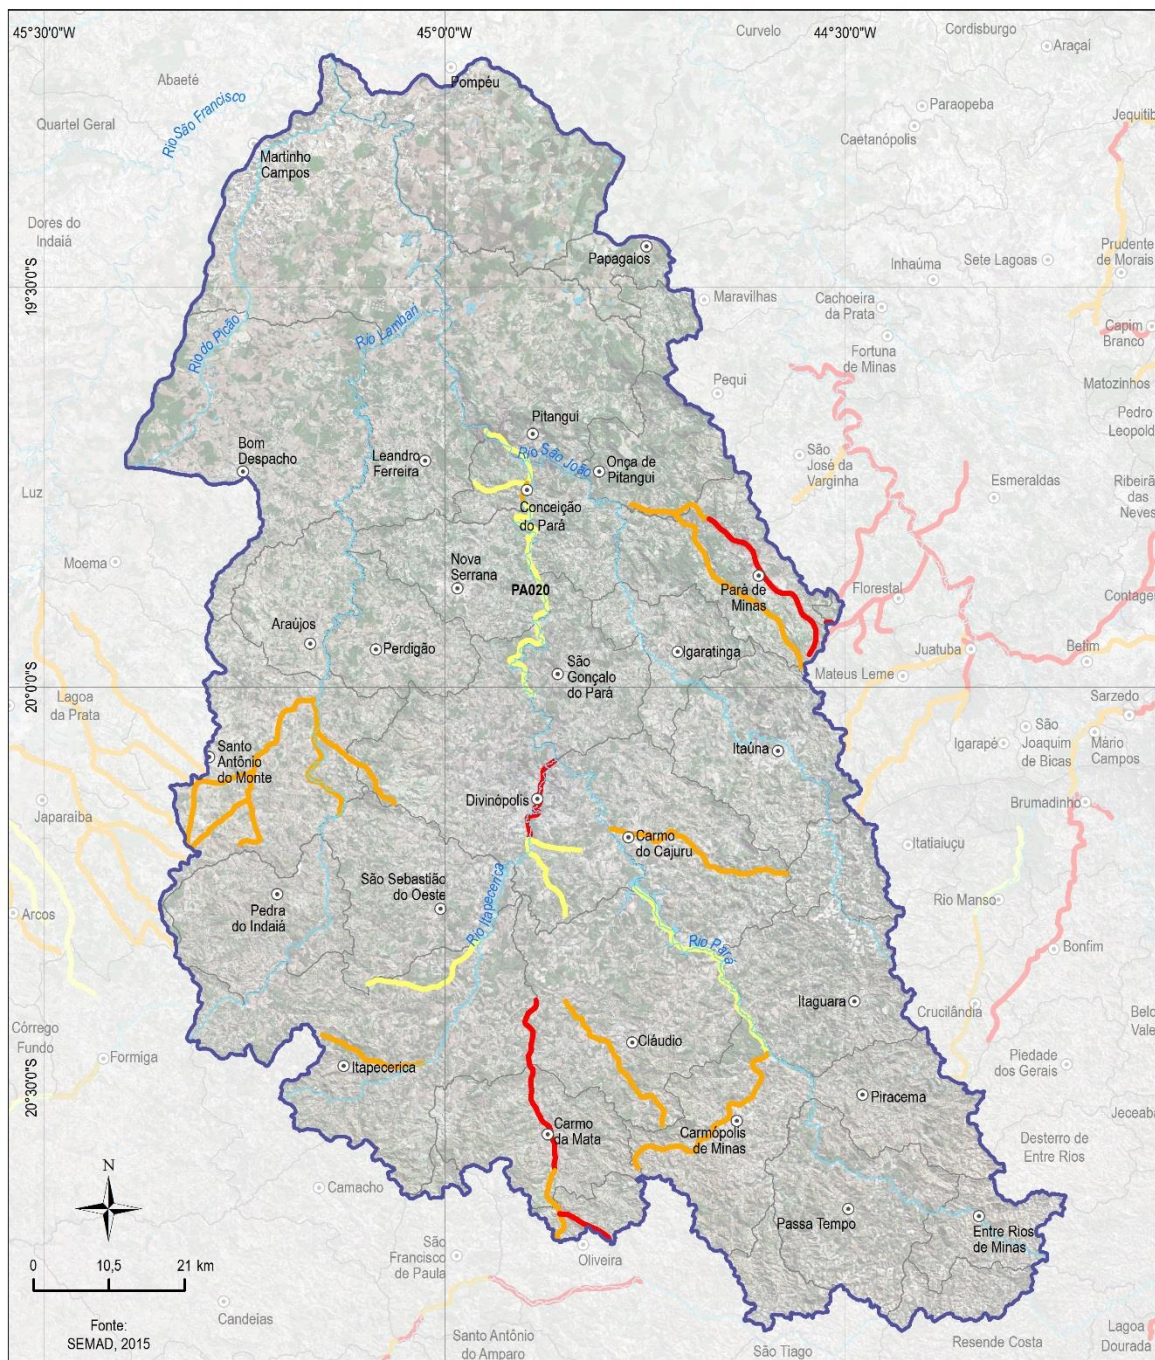 45°30'0"W
45°0'0"W
44°30'0"W
Curvelo
Cordisburgo
Araçaí
Abaeté
Pompéu
Rio São Francisco
Quartel Geral
Paraopeba
Caetanópolis
Jequitib
Martinho
Campos
Dores do
Indaiá
Papagaios
Inhaúma
Sete Lagoas
Prudente
de Morais
19°30'0"S
Maravilhas
Cachoeira
da Prata
Capim
Branco
Rio do Picão
Rio Lambari
Fortuna
de Minas
Pequi
Matozinhos
Pedro
Leopold
Pitangui
Bom
Despacho
Leandro
Ferreira
Rio São João
Onça de
Pitangui
São
José da
Varginha
Esmeraldas
Ribeirã
das
Neves
Luz
Conceição
do Pará
Moema
Nova
Serrana
PA020
Pará de
Minas
Florestal
Contagem
Araújos
Perdigão
Igaratinga
Juatuba
Betim
São
Gonçalo
do Pará
Mateus Leme
20°0'0"S
Lagoa
da Prata
Sarzedo
Santo
Antônio
do Monte
Itaúna
Igarapé
São
Joaquim
de Bicas
Mário
Campos
Japaraiba
Divinópolis
Brumadinho
Carmo
do Cajuru
Itatiaiuçu
São Sebastião
do Oeste
Pedra
do Indaiá
Rio Itapecerica
Rio Manso
Arcos
Rio Pará
Bonfim
Itaguara
Crucilândia
Belo
Vale
Córrego
Fundo
Formiga
Cláudio
Itapecerica
Piedade
dos Gerais
20°30'0"S
Piracema
Jeceaba
Carmo
da Mata
Carmópolis
de Minas
Desterro de
Entre Rios
N
Camacho
Passa Tempo
Entre Rios
de Minas
São
Francisco
de Paula
Oliveira
0
10,5
21 km
Candeias
Fonte:
SEMAD, 2015
Santo Antônio
do Amparo
São Tiago
Resende Costa
Lagoa
Dourada